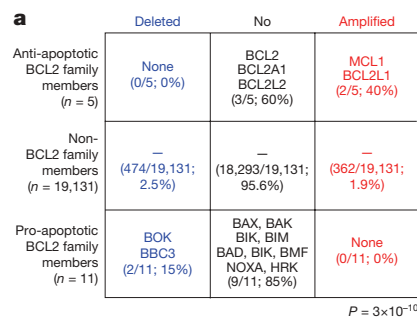 a
Deleted
No
Amplified
Anti-apoptotic
BCL2 family
members
(n = 5)
None
(0/5; 0%)
BCL2
BCL2A1
BCL2L2
(3/5; 60%)
MCL1
BCL2L1
(2/5; 40%)
Non-
BCL2 family
members
(n = 19,131)
—
(474/19,131;
2.5%)
—
(18,293/19,131;
95.6%)
—
(362/19,131;
1.9%)
Pro-apoptotic
BCL2 family
members
(n = 11)
BOK
BBC3
(2/11; 15%)
BAX, BAK
BIK, BIM
BAD, BIK, BMF
NOXA, HRK
(9/11; 85%)
None
(0/11; 0%)
P = 3×10⁻¹⁰